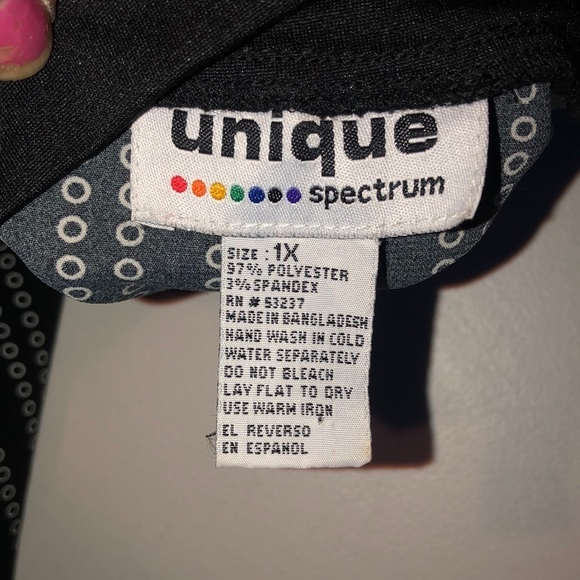 unique
spectrum
SIZE : 1X
97% POLYESTER
3% SPANDEX
RN # 53237
MADE IN BANGLADESH
HAND WASH IN COLD
WATER SEPARATELY
DO NOT BLEACH
LAY FLAT TO DRY
USE WARM IRON
EL REVERSO
EN ESPANOL